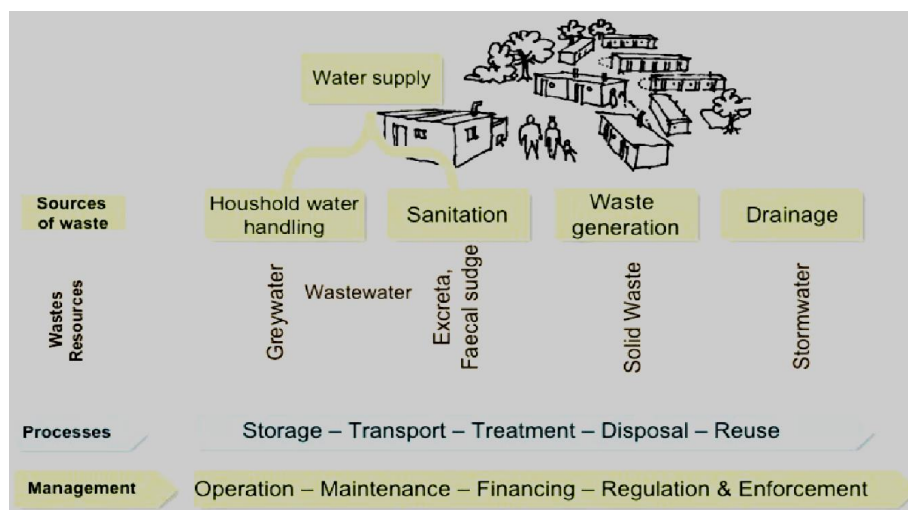 Water supply
Sources
of waste
Houshold water
handling
Sanitation
Waste
generation
Drainage
Wastes
Resources
Greywater
Wastewater
Excreta,
Faecal sudge
Solid Waste
Stormwater
Processes
Storage – Transport – Treatment – Disposal – Reuse
Management
Operation – Maintenance – Financing – Regulation & Enforcement